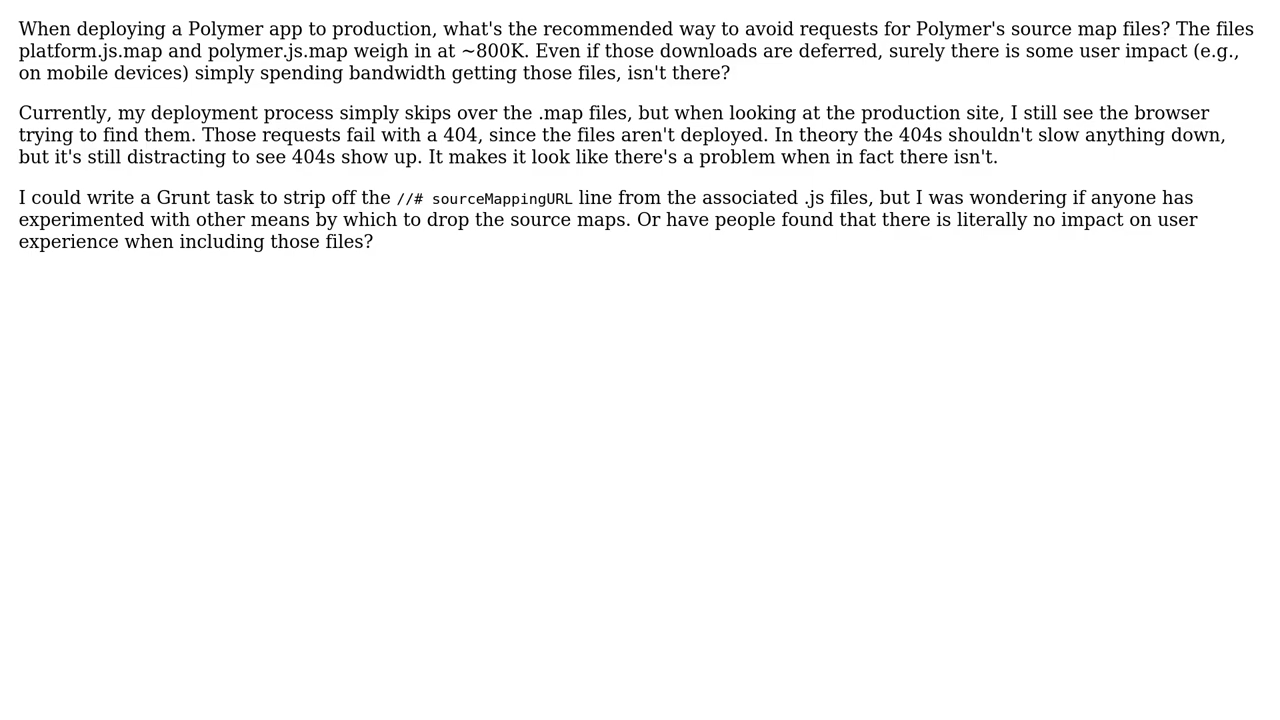 When deploying a Polymer app to production, what's the recommended way to avoid requests for Polymer's source map files? The files
platform.js.map and polymer.js.map weigh in at ~800K. Even if those downloads are deferred, surely there is some user impact (e.g.,
on mobile devices) simply spending bandwidth getting those files, isn't there?
Currently, my deployment process simply skips over the .map files, but when looking at the production site, I still see the browser
trying to find them. Those requests fail with a 404, since the files aren't deployed. In theory the 404s shouldn't slow anything down,
but it's still distracting to see 404s show up. It makes it look like there's a problem when in fact there isn't.
I could write a Grunt task to strip off the //# sourceMappingURL line from the associated .js files, but I was wondering if anyone has
experimented with other means by which to drop the source maps. Or have people found that there is literally no impact on user
experience when including those files?